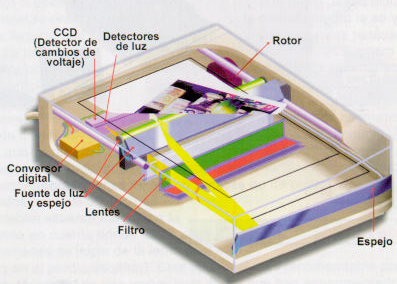 CCD
(Detector de
cambios de
voltaje)
Detectores
de luz
Rotor
Conversor
digital
Fuente de luz
y espejo
Lentes
Filtro
Espejo